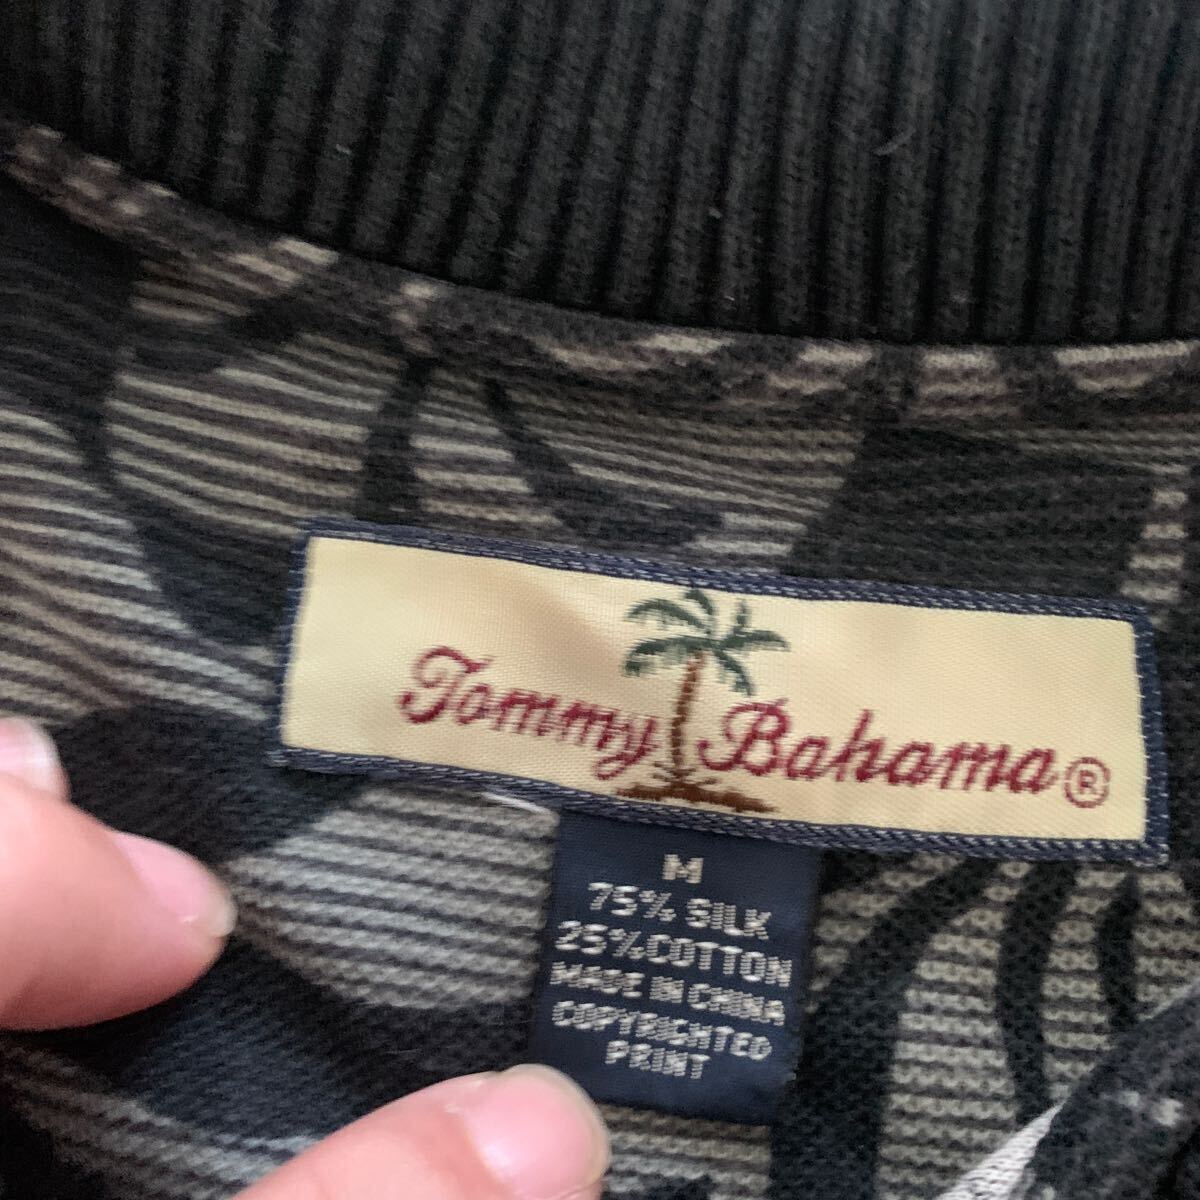 Tommy Bahama®
M
75% SILK
25% COTTON
MADE IN CHINA
COPYRIGHTED
PRINT